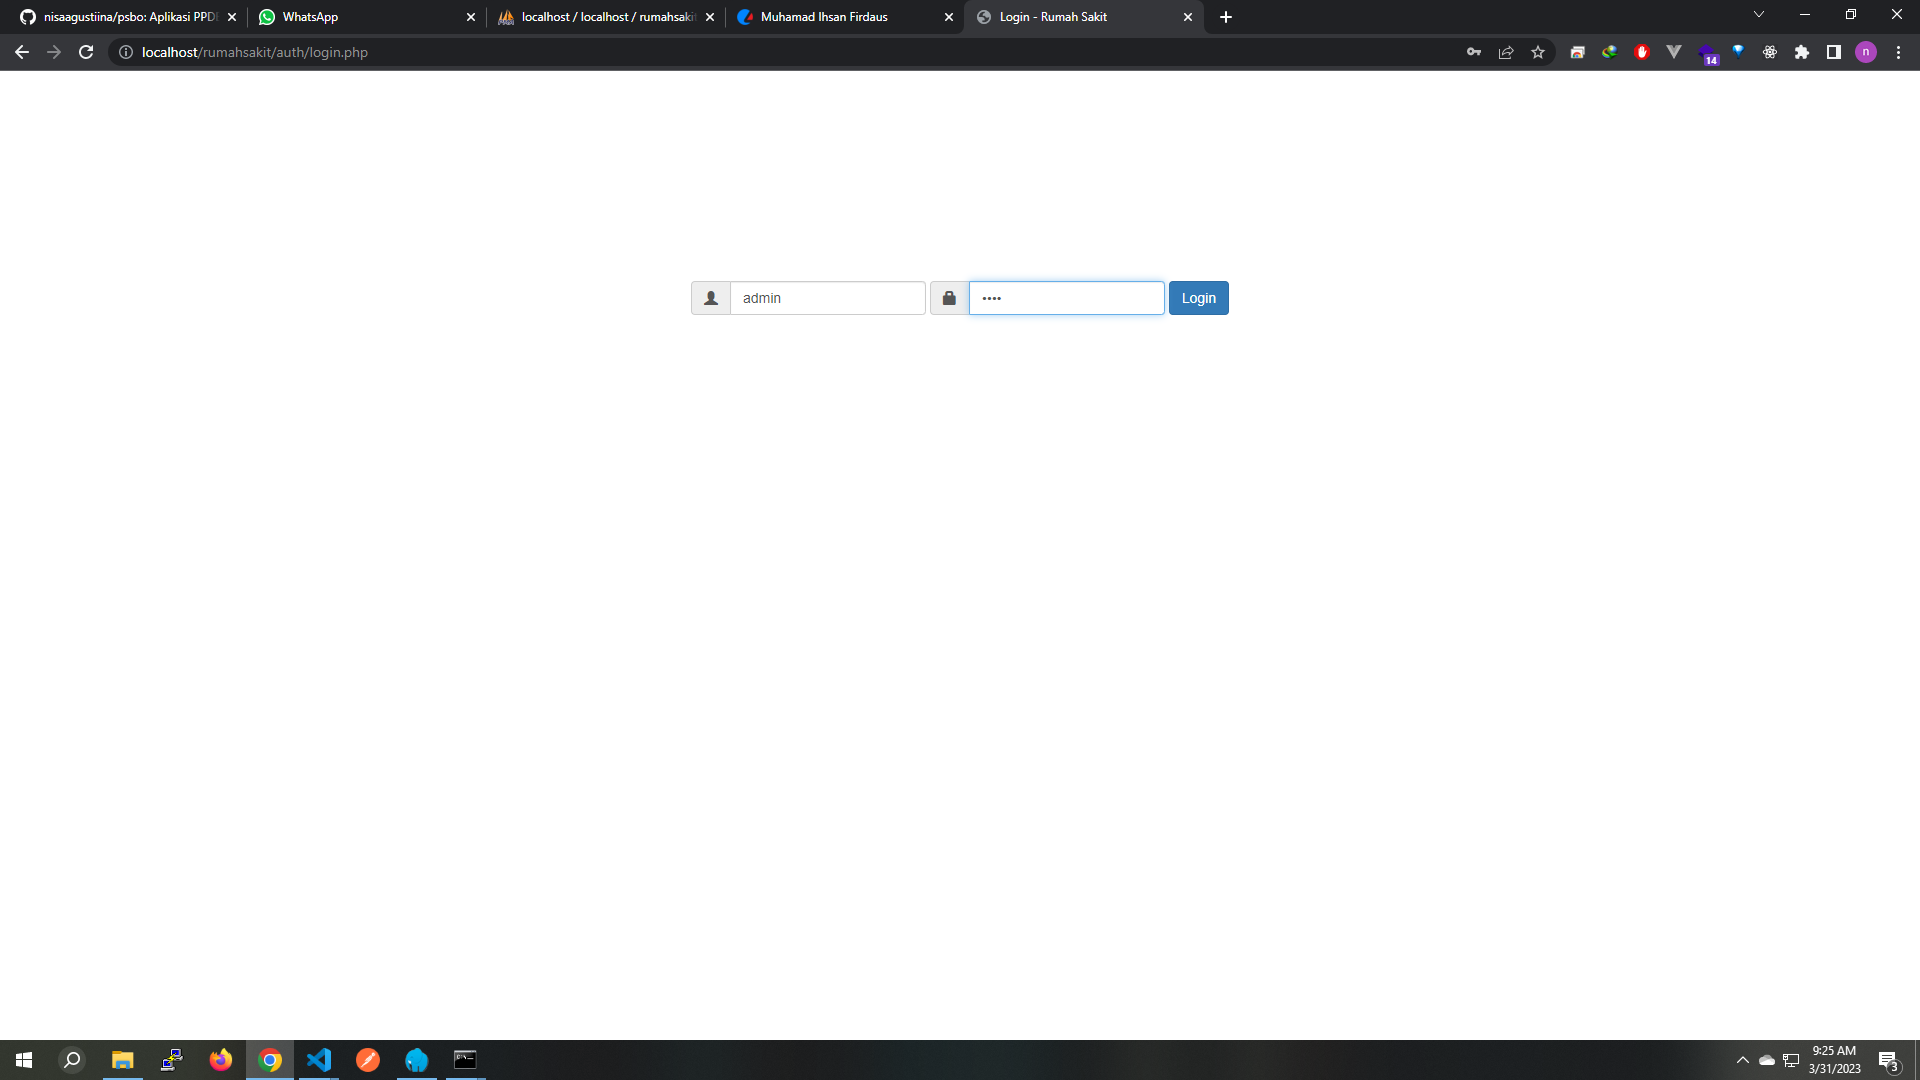 nisaagustiina/psbo: Aplikasi PPD
WhatsApp
localhost / localhost / rumahsakit
Muhamad Ihsan Firdaus
Login - Rumah Sakit
localhost/rumahsakit/auth/login.php
14
n
admin
••••
Login
9:25 AM
3/31/2023
3